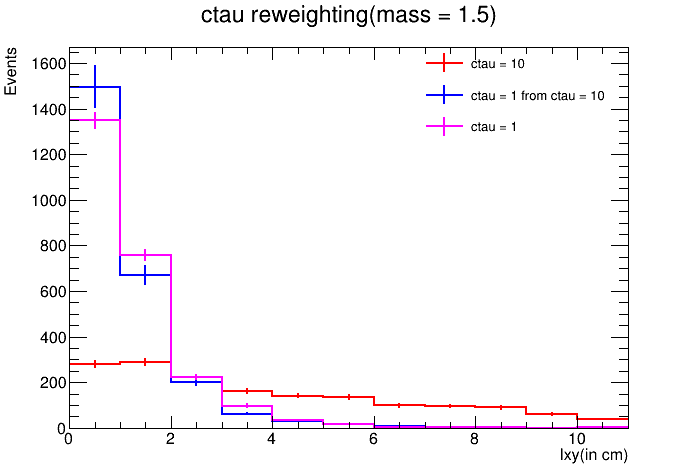 ctau reweighting(mass = 1.5)
Events
1600
1400
1200
1000
800
600
400
200
0
ctau = 10
ctau = 1 from ctau = 10
ctau = 1
0 2 4 6 8 10
lxy(in cm)